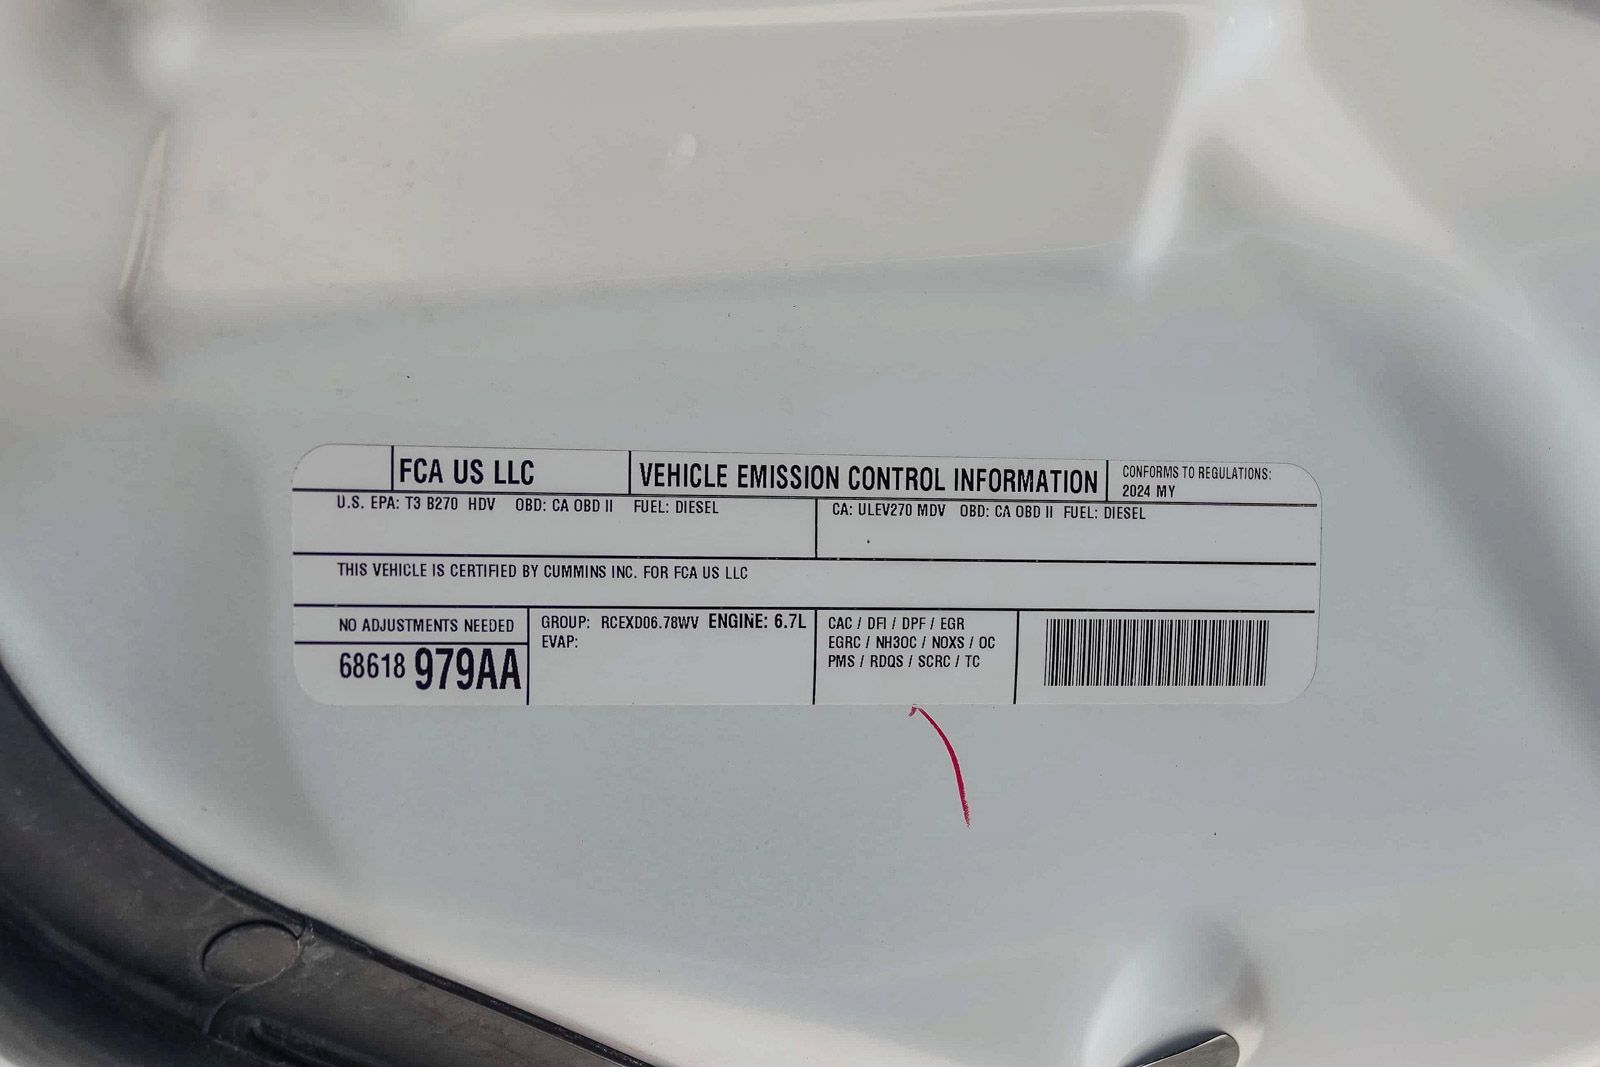 FCA US LLC
VEHICLE EMISSION CONTROL INFORMATION
CONFORMS TO REGULATIONS:
2024 MY
U.S. EPA: T3 B270 HDV OBD: CA OBD II FUEL: DIESEL
CA: ULEV270 MDV OBD: CA OBD II FUEL: DIESEL
THIS VEHICLE IS CERTIFIED BY CUMMINS INC. FOR FCA US LLC
NO ADJUSTMENTS NEEDED
68618 979AA
GROUP: RCEXD06.78WV ENGINE: 6.7L
EVAP:
CAC / DFI / DPF / EGR
EGRC / NH3OC / NOXS / OC
PMS / RDQS / SCRC / TC